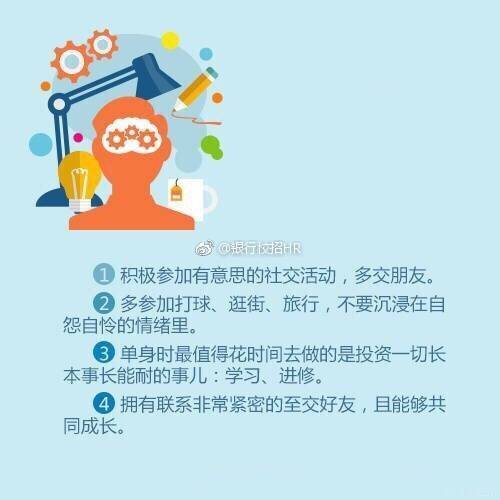 @银行校招HR
1 积极参加有意思的社交活动，多交朋友。
2 多参加打球、逛街、旅行，不要沉浸在自
怨自怜的情绪里。
3 单身时最值得花时间去做的是投资一切长
本事长能耐的事儿：学习、进修。
4 拥有联系非常紧密的至交好友，且能够共
同成长。